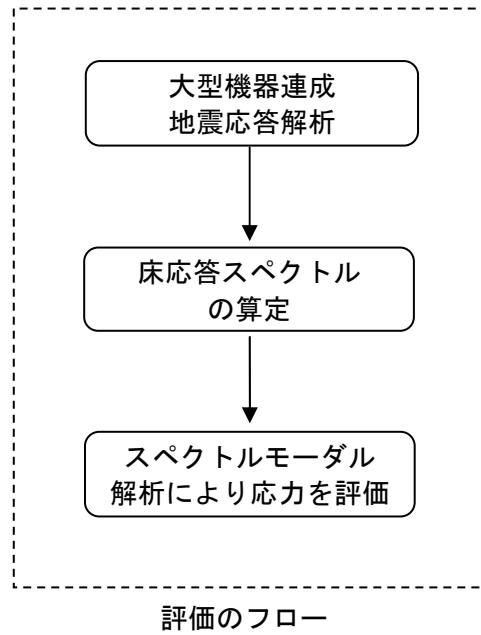 大型機器連成
地震応答解析
床応答スペクトル
の算定
スペクトルモーダル
解析により応力を評価
評価のフロー